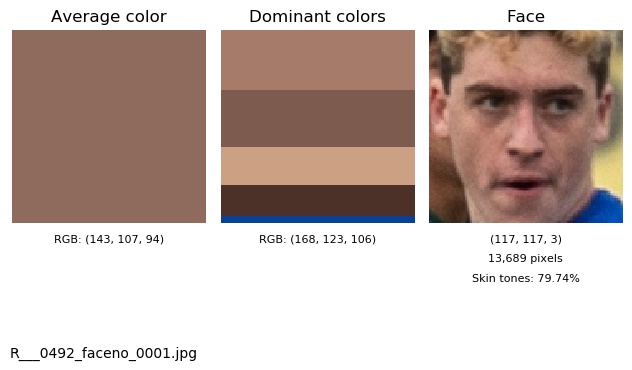 Average color
Dominant colors
Face
RGB: (143, 107, 94)
RGB: (168, 123, 106)
(117, 117, 3)
13,689 pixels
Skin tones: 79.74%
R___0492_faceno_0001.jpg